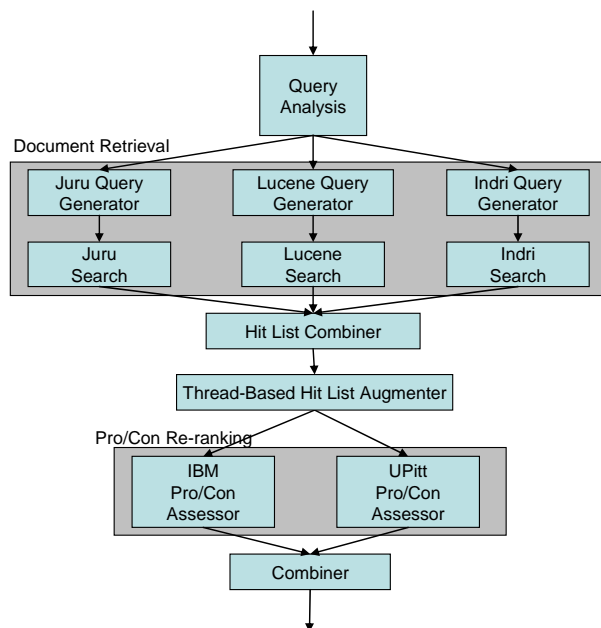 Query
Analysis
Document Retrieval
Juru Query
Generator
Lucene Query
Generator
Indri Query
Generator
Juru
Search
Lucene
Search
Indri
Search
Hit List Combiner
Thread-Based Hit List Augmenter
Pro/Con Re-ranking
IBM
Pro/Con
Assessor
UPitt
Pro/Con
Assessor
Combiner